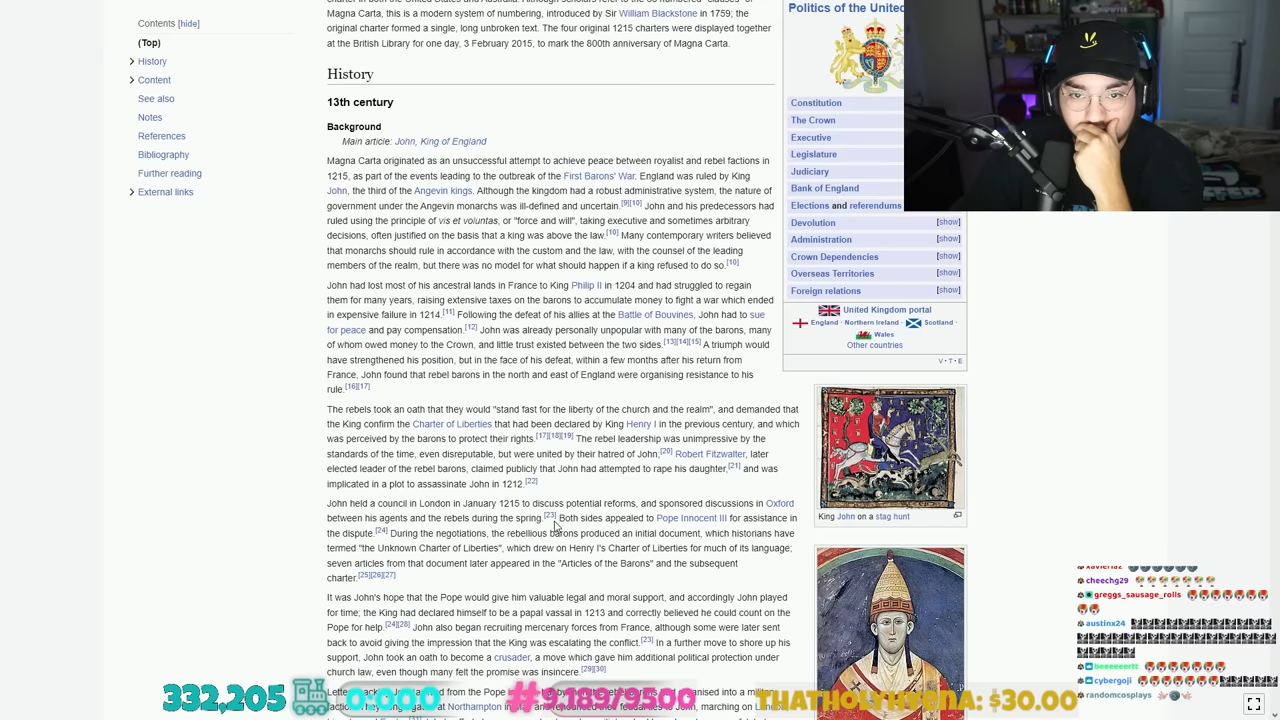 Contents [hide]
(Top)
History
Content
See also
Notes
References
Bibliography
Further reading
External links
Magna Carta, this is a modern system of numbering, introduced by Sir William Blackstone in 1759; the
original charter formed a single, long unbroken text. The four original 1215 charters were displayed together
at the British Library for one day, 3 February 2015, to mark the 800th anniversary of Magna Carta.
History
13th century
Background
Main article: John, King of England
Magna Carta originated as an unsuccessful attempt to achieve peace between royalist and rebel factions in
1215, as part of the events leading to the outbreak of the First Barons' War. England was ruled by King
John, the third of the Angevin kings. Although the kingdom had a robust administrative system, the nature of
government under the Angevin monarchs was ill-defined and uncertain.[9][10] John and his predecessors had
ruled using the principle of vis et voluntas, or "force and will", taking executive and sometimes arbitrary
decisions, often justified on the basis that a king was above the law.[10] Many contemporary writers believed
that monarchs should rule in accordance with the custom and the law, with the counsel of the leading
members of the realm, but there was no model for what should happen if a king refused to do so.[10]
John had lost most of his ancestral lands in France to King Philip II in 1204 and had struggled to regain
them for many years, raising extensive taxes on the barons to accumulate money to fight a war which ended
in expensive failure in 1214.[11] Following the defeat of his allies at the Battle of Bouvines, John had to sue
for peace and pay compensation.[12] John was already personally unpopular with many of the barons, many
of whom owed money to the Crown, and little trust existed between the two sides.[13][14][15] A triumph would
have strengthened his position, but in the face of his defeat, within a few months after his return from
France, John found that rebel barons in the north and east of England were organising resistance to his
rule.[16][17]
The rebels took an oath that they would "stand fast for the liberty of the church and the realm", and demanded that
the King confirm the Charter of Liberties that had been declared by King Henry I in the previous century, and which
was perceived by the barons to protect their rights.[17][18][19] The rebel leadership was unimpressive by the
standards of the time, even disreputable, but were united by their hatred of John,[20] Robert Fitzwalter, later
elected leader of the rebel barons, claimed publicly that John had attempted to rape his daughter,[21] and was
implicated in a plot to assassinate John in 1212.[22]
John held a council in London in January 1215 to discuss potential reforms, and sponsored discussions in Oxford
between his agents and the rebels during the spring.[23] Both sides appealed to Pope Innocent III for assistance in
the dispute.[24] During the negotiations, the rebellious barons produced an initial document, which historians have
termed "the Unknown Charter of Liberties", which drew on Henry I's Charter of Liberties for much of its language;
seven articles from that document later appeared in the "Articles of the Barons" and the subsequent
charter.[25][26][27]
It was John's hope that the Pope would give him valuable legal and moral support, and accordingly John played
for time; the King had declared himself to be a papal vassal in 1213 and correctly believed he could count on the
Pope for help.[24][28] John also began recruiting mercenary forces from France, although some were later sent
back to avoid giving the impression that the King was escalating the conflict.[23] In a further move to shore up his
support, John took an oath to become a crusader, a move which gave him additional political protection under
church law, even though many felt the promise was insincere.[29][30]
Politics of the United
Constitution
The Crown
Executive
Legislature
Judiciary
Bank of England
Elections and referendums
Devolution [show]
Administration [show]
Crown Dependencies [show]
Overseas Territories [show]
Foreign relations [show]
United Kingdom portal
England · Northern Ireland · Scotland ·
Wales
Other countries
V · T · E
King John on a stag hunt
cheechg29
greggs_sausage_rolls
austinx24
beeeeeertt
cybergoji
randomcosplays
332,205
THATHOLYHYENA: $30.00